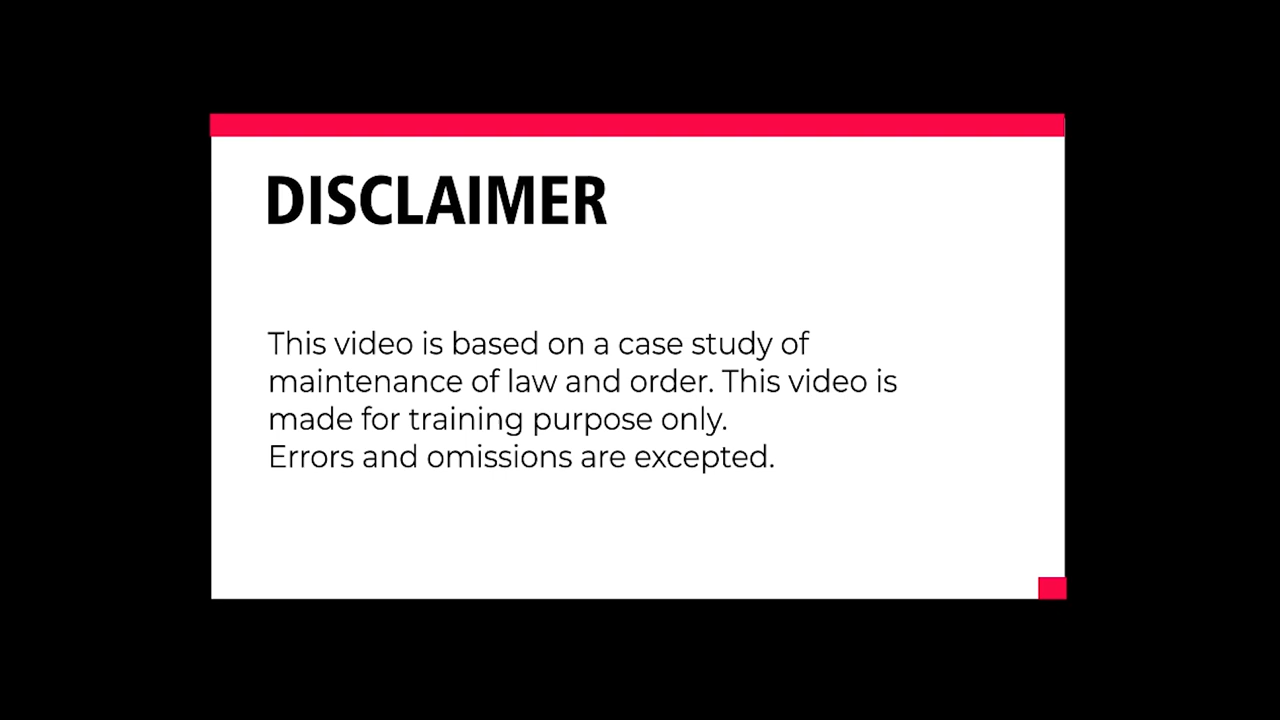 DISCLAIMER
This video is based on a case study of
maintenance of law and order. This video is
made for training purpose only.
Errors and omissions are excepted.